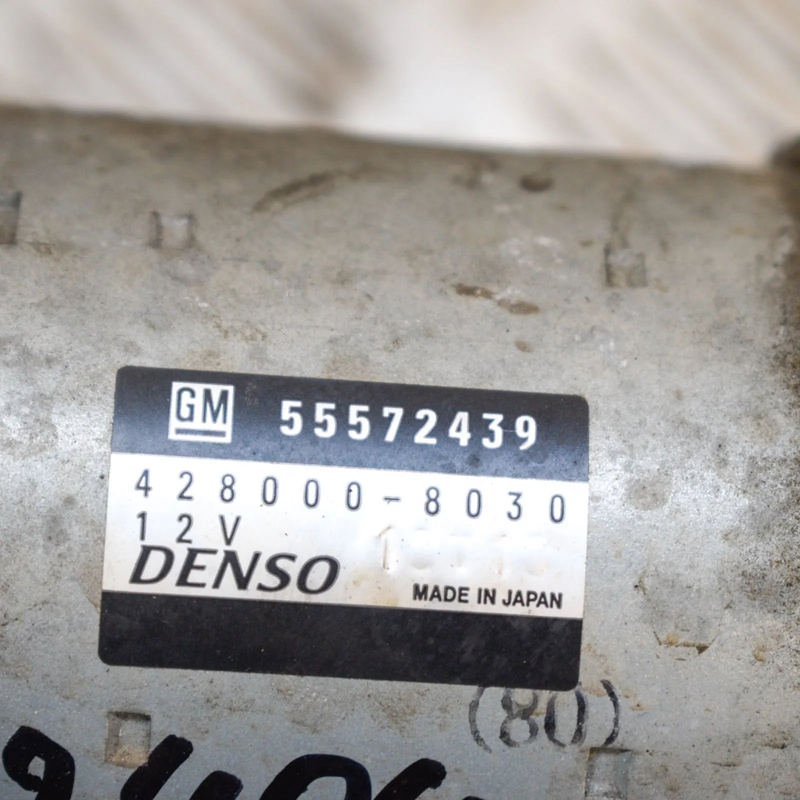 GM 55572439
428000-8030
12V
DENSO
MADE IN JAPAN
(80)